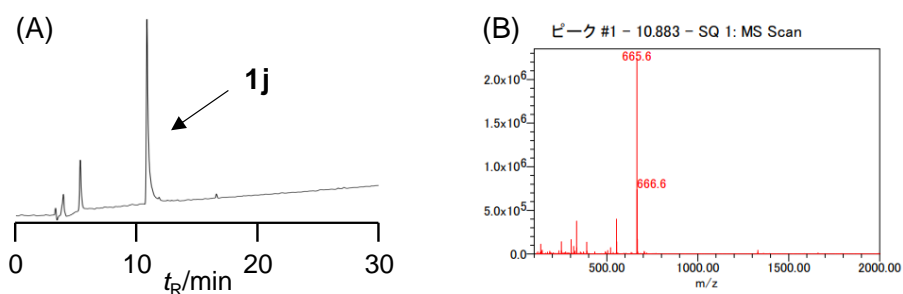 (A)
1j
0
10
20
30
tR/min
(B)
ピーク #1 - 10.883 - SQ 1: MS Scan
665.6
2.0x10⁶
1.5x10⁶
1.0x10⁶
666.6
5.0x10⁵
0.0
500.00
1000.00
1500.00
2000.00
m/z